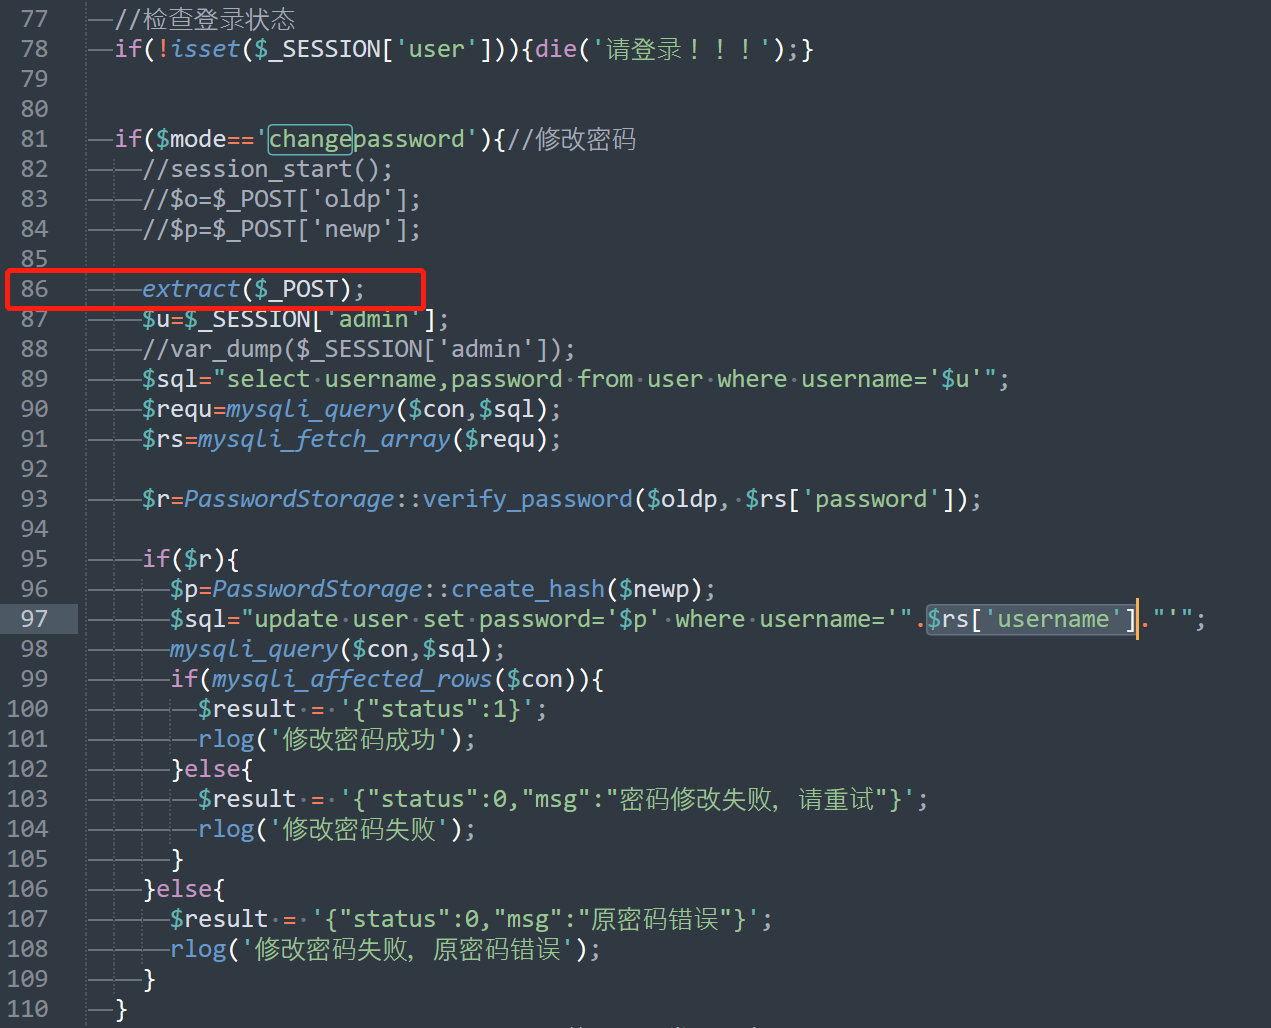 77 //检查登录状态
78 if(!isset($_SESSION['user'])){die('请登录！！！');}
79
80
81 if($mode=='changepassword'){//修改密码
82 //session_start();
83 //$o=$_POST['oldp'];
84 //$p=$_POST['newp'];
85
86 extract($_POST);
87 $u=$_SESSION['admin'];
88 //var_dump($_SESSION['admin']);
89 $sql="select username,password from user where username='$u'";
90 $requ=mysqli_query($con,$sql);
91 $rs=mysqli_fetch_array($requ);
92
93 $r=PasswordStorage::verify_password($oldp, $rs['password']);
94
95 if($r){
96 $p=PasswordStorage::create_hash($newp);
97 $sql="update user set password='$p' where username='".$rs['username']."'";
98 mysqli_query($con,$sql);
99 if(mysqli_affected_rows($con)){
100 $result = '{"status":1}';
101 rlog('修改密码成功');
102 }else{
103 $result = '{"status":0,"msg":"密码修改失败，请重试"}';
104 rlog('修改密码失败');
105 }
106 }else{
107 $result = '{"status":0,"msg":"原密码错误"}';
108 rlog('修改密码失败，原密码错误');
109 }
110 }